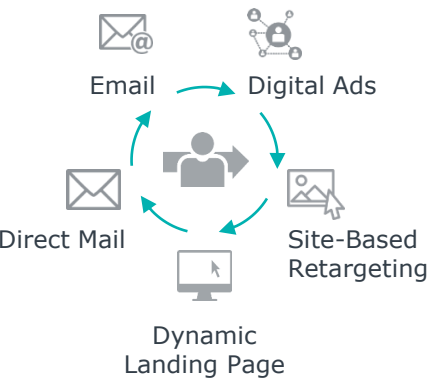 Email
Digital Ads
Direct Mail
Site-Based
Retargeting
Dynamic
Landing Page